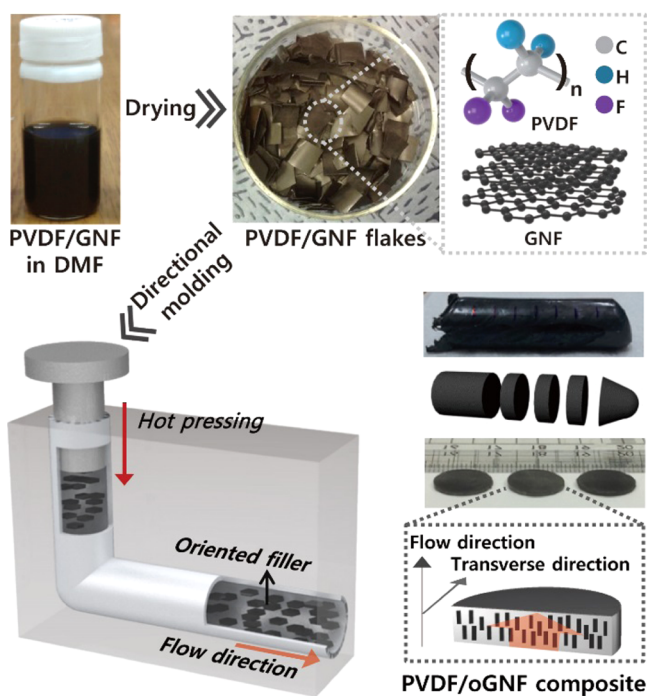 Drying
PVDF/GNF
in DMF
PVDF/GNF flakes
n
C
H
F
PVDF
GNF
Directional
molding
Hot pressing
Oriented filler
Flow direction
Flow direction
Transverse direction
PVDF/oGNF composite